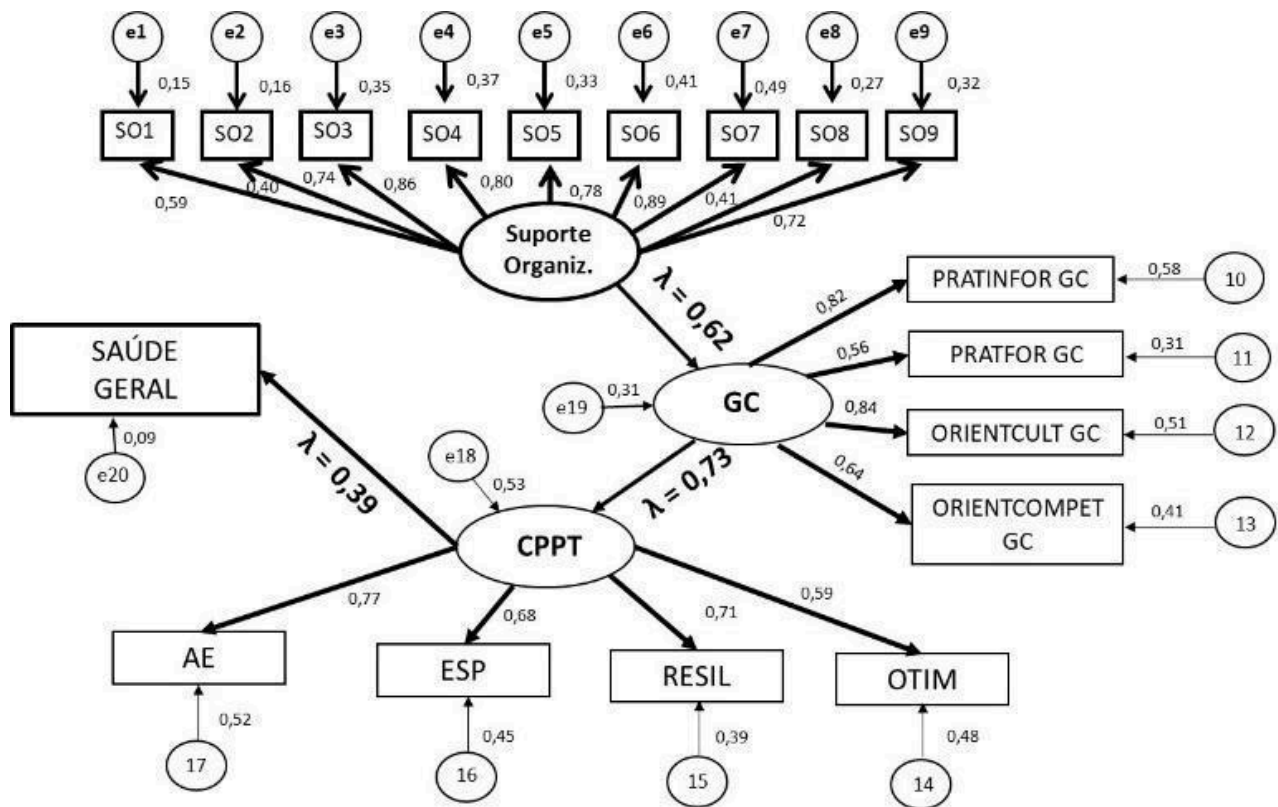 e1 e2 e3 e4 e5 e6 e7 e8 e9
0,15 0,16 0,35 0,37 0,33 0,41 0,49 0,27 0,32
SO1 SO2 SO3 SO4 SO5 SO6 SO7 SO8 SO9
0,59 0,40 0,74 0,86 0,80 0,78 0,89 0,41 0,72
Suporte
Organiz.
λ = 0,62
0,82
PRATINFOR GC
0,58
10
0,56
PRATFOR GC
0,31
11
SAÚDE
GERAL
0,09
e20
e19
0,31
GC
0,84
ORIENTCULT GC
0,51
12
0,64
ORIENTCOMPET
GC
0,41
13
λ = 0,39
λ = 0,73
e18
0,53
CPPT
0,77 0,68 0,71 0,59
AE ESP RESIL OTIM
0,52 0,45 0,39 0,48
17 16 15 14